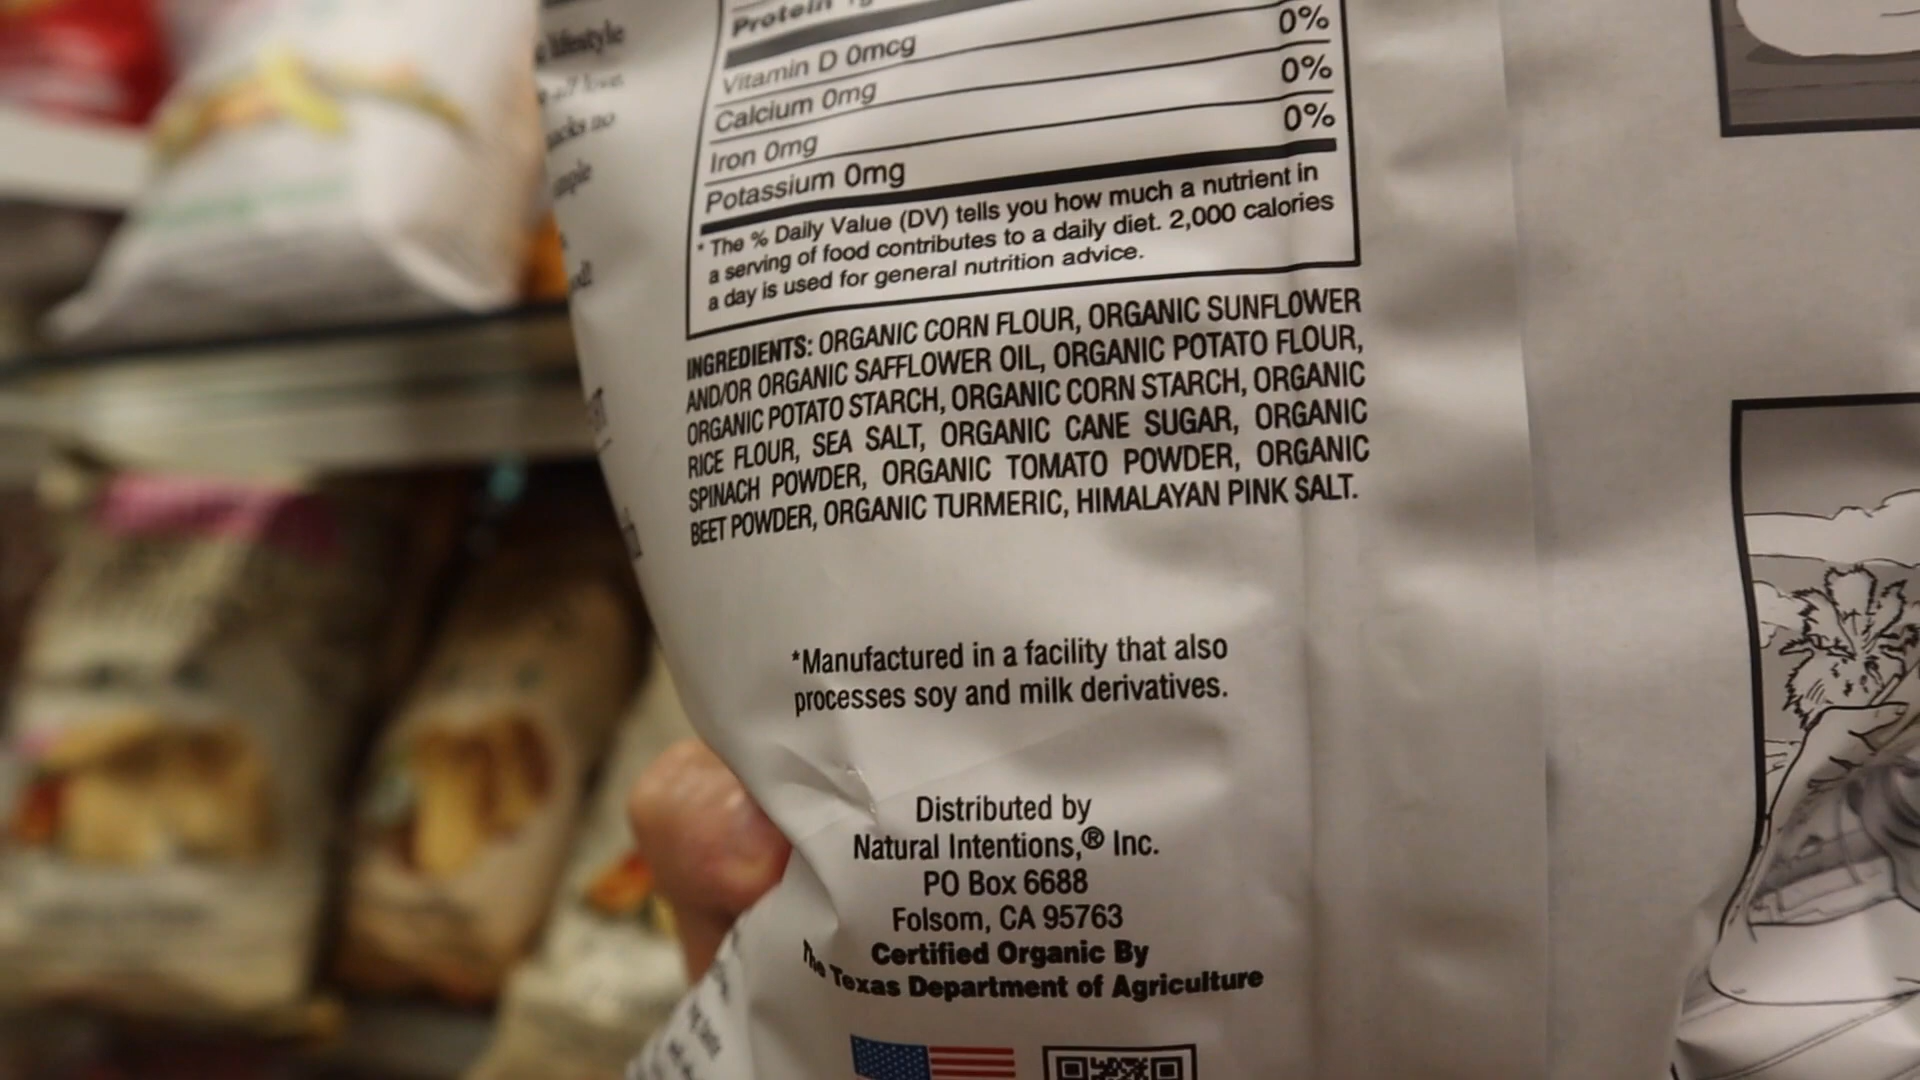 Protein
Vitamin D 0mcg 0%
Calcium 0mg 0%
Iron 0mg 0%
Potassium 0mg
* The % Daily Value (DV) tells you how much a nutrient in
a serving of food contributes to a daily diet. 2,000 calories
a day is used for general nutrition advice.
INGREDIENTS: ORGANIC CORN FLOUR, ORGANIC SUNFLOWER
AND/OR ORGANIC SAFFLOWER OIL, ORGANIC POTATO FLOUR,
ORGANIC POTATO STARCH, ORGANIC CORN STARCH, ORGANIC
RICE FLOUR, SEA SALT, ORGANIC CANE SUGAR, ORGANIC
SPINACH POWDER, ORGANIC TOMATO POWDER, ORGANIC
BEET POWDER, ORGANIC TURMERIC, HIMALAYAN PINK SALT.
*Manufactured in a facility that also
processes soy and milk derivatives.
Distributed by
Natural Intentions,® Inc.
PO Box 6688
Folsom, CA 95763
Certified Organic By
The Texas Department of Agriculture
lifestyle